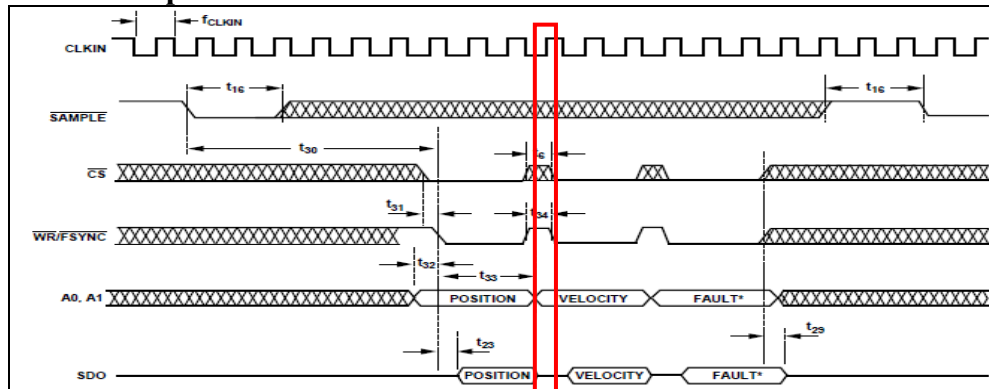 fCLKIN
CLKIN
t16 t16
SAMPLE
t30
t6
CS
t31
t34
WR/FSYNC
t32
t33
A0, A1 POSITION VELOCITY FAULT*
t23 t29
SDO POSITION VELOCITY FAULT*